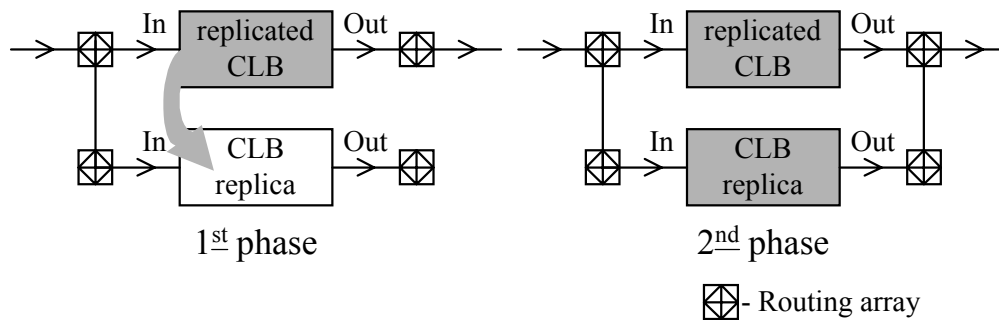 In replicated CLB Out In replicated CLB Out
In CLB replica Out In CLB replica Out
1st phase 2nd phase
- Routing array